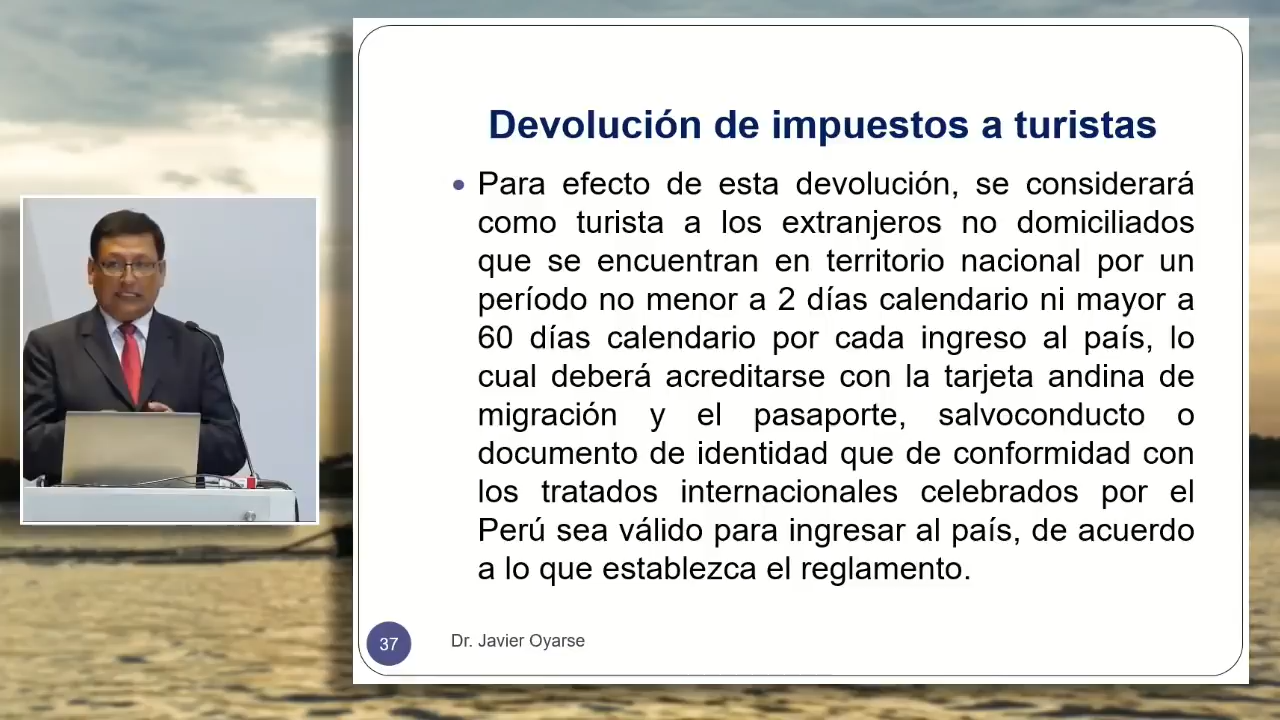 Devolución de impuestos a turistas
• Para efecto de esta devolución, se considerará
como turista a los extranjeros no domiciliados
que se encuentran en territorio nacional por un
período no menor a 2 días calendario ni mayor a
60 días calendario por cada ingreso al país, lo
cual deberá acreditarse con la tarjeta andina de
migración y el pasaporte, salvoconducto o
documento de identidad que de conformidad con
los tratados internacionales celebrados por el
Perú sea válido para ingresar al país, de acuerdo
a lo que establezca el reglamento.
37
Dr. Javier Oyarse